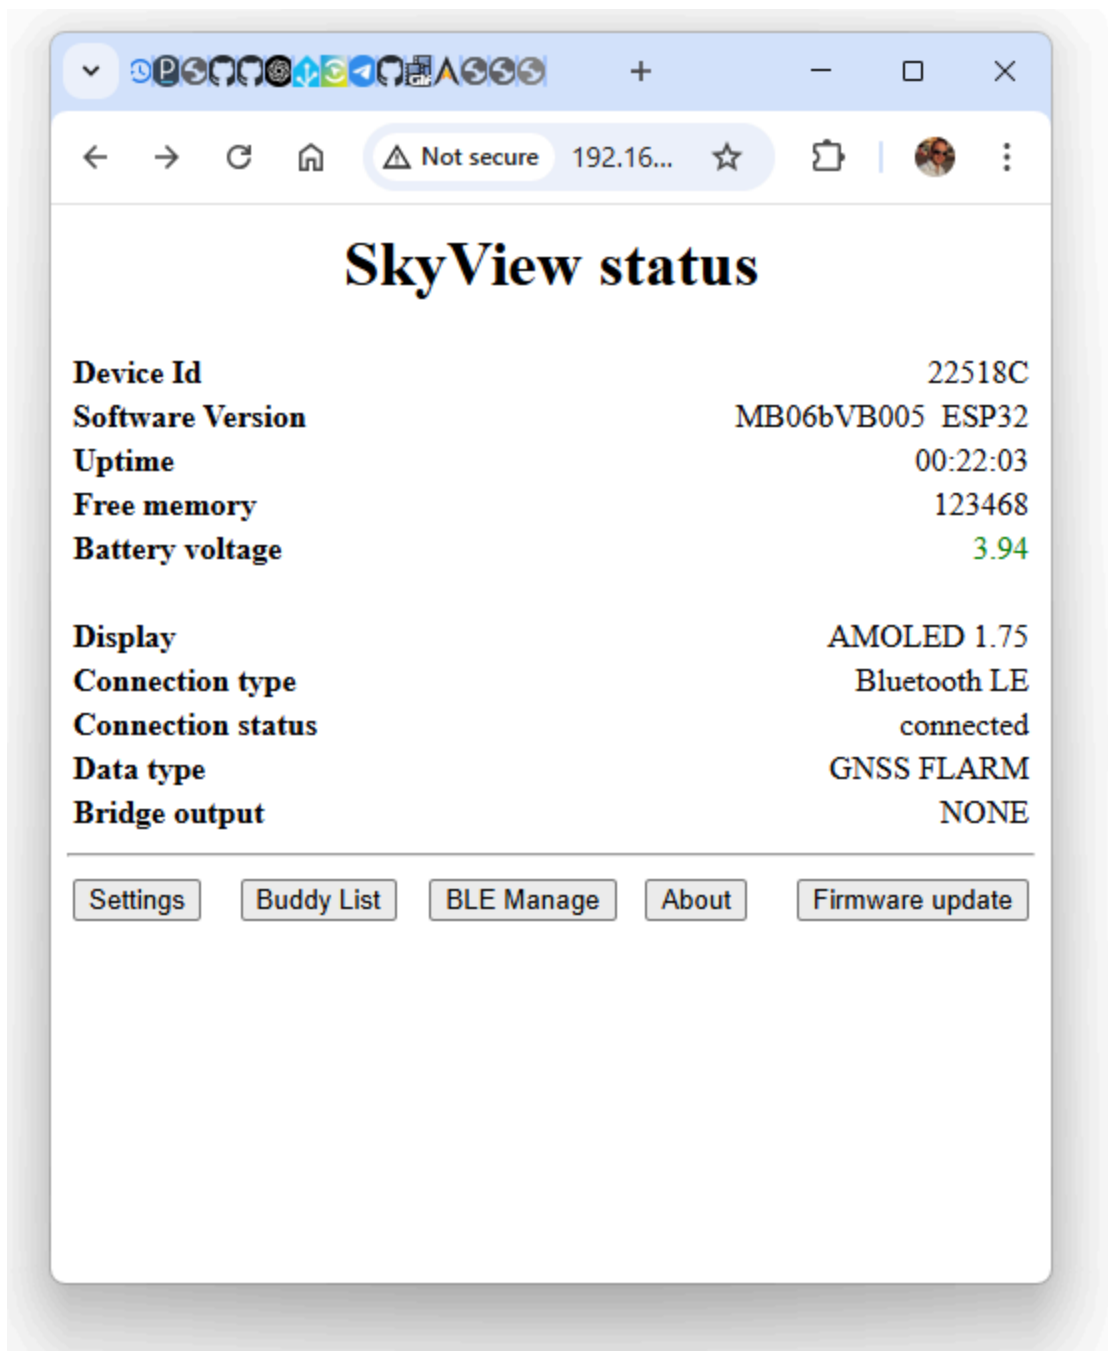 Not secure 192.16...
SkyView status
Device Id 22518C
Software Version MB06bVB005 ESP32
Uptime 00:22:03
Free memory 123468
Battery voltage 3.94
Display AMOLED 1.75
Connection type Bluetooth LE
Connection status connected
Data type GNSS FLARM
Bridge output NONE
Settings Buddy List BLE Manage About Firmware update